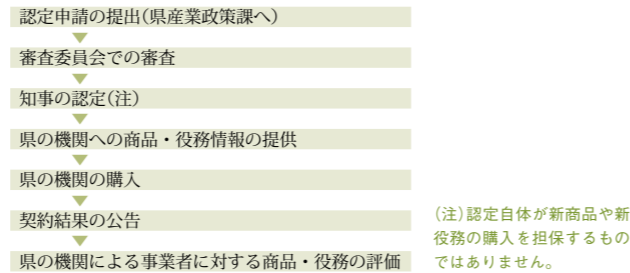 認定申請の提出(県産業政策課へ)
審査委員会での審査
知事の認定(注)
県の機関への商品・役務情報の提供
県の機関の購入
契約結果の公告
県の機関による事業者に対する商品・役務の評価
(注)認定自体が新商品や新
役務の購入を担保するもの
ではありません。